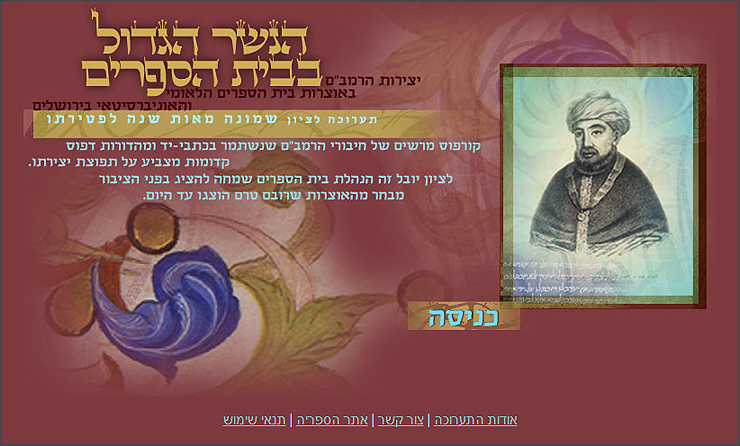 הנשר הגדול
בבית הספרים
יצירות הרמב"ם
באוצרות בית הספרים הלאומי
והאוניברסיטאי בירושלים
תערוכה לציון שמונה מאות שנה לפטירתו
קורפוס מרשים של חיבורי הרמב"ם שנשתמר בכתבי-יד ומהדורות דפוס
קדומות מצביע על תפוצת יצירתו.
לציון יובל זה הנהלת בית הספרים שמחה להציג בפני הציבור
מבחר מהאוצרות שרובם טרם הוצגו עד היום.
כניסה
אודות התערוכה | צור קשר | אתר הספריה | תנאי שימוש